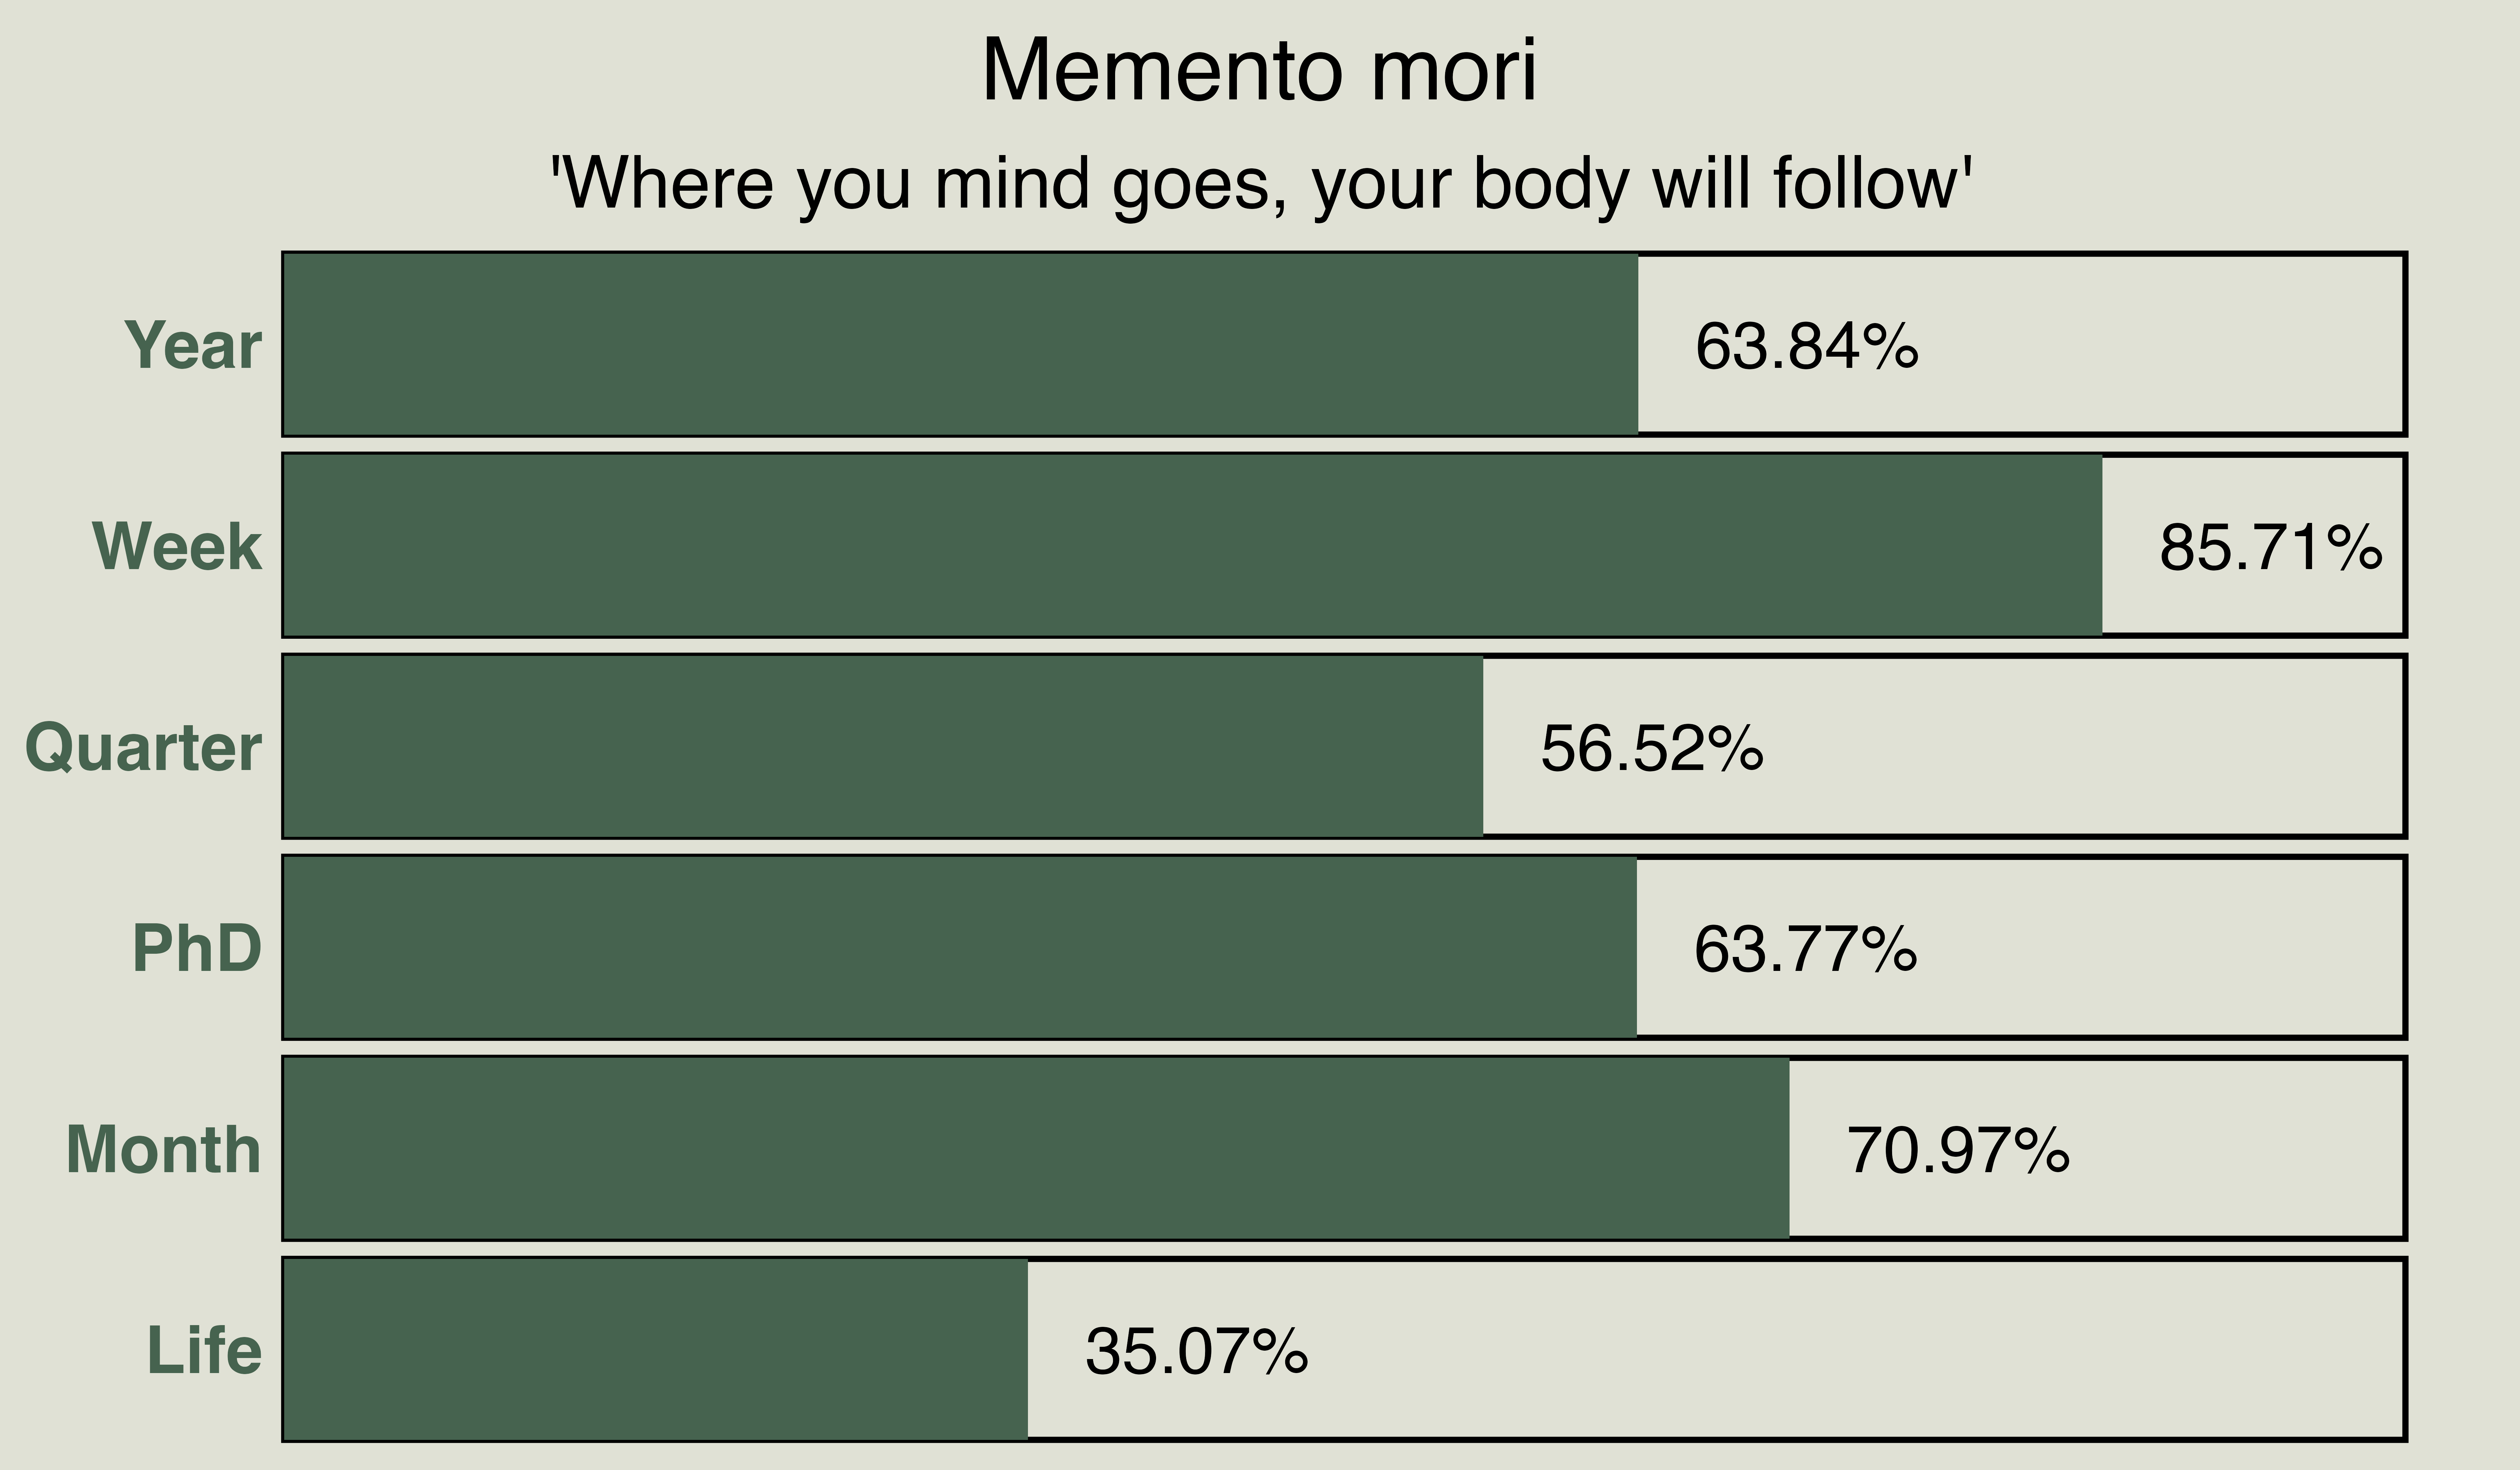 Memento mori
'Where you mind goes, your body will follow'
Year 63.84%
Week 85.71%
Quarter 56.52%
PhD 63.77%
Month 70.97%
Life 35.07%